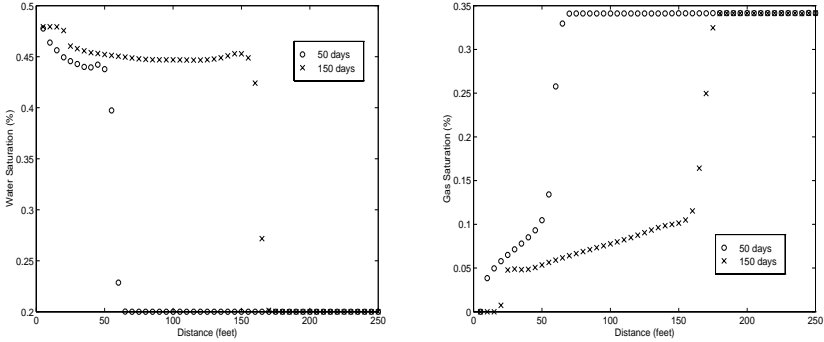 0.5
0.45
0.4
0.35
0.3
0.25
0.2
Water Saturation (%)
0 50 100 150 200 250
Distance (feet)
50 days
150 days
0.35
0.3
0.25
0.2
0.15
0.1
0.05
0
Gas Saturation (%)
0 50 100 150 200 250
Distance (feet)
50 days
150 days